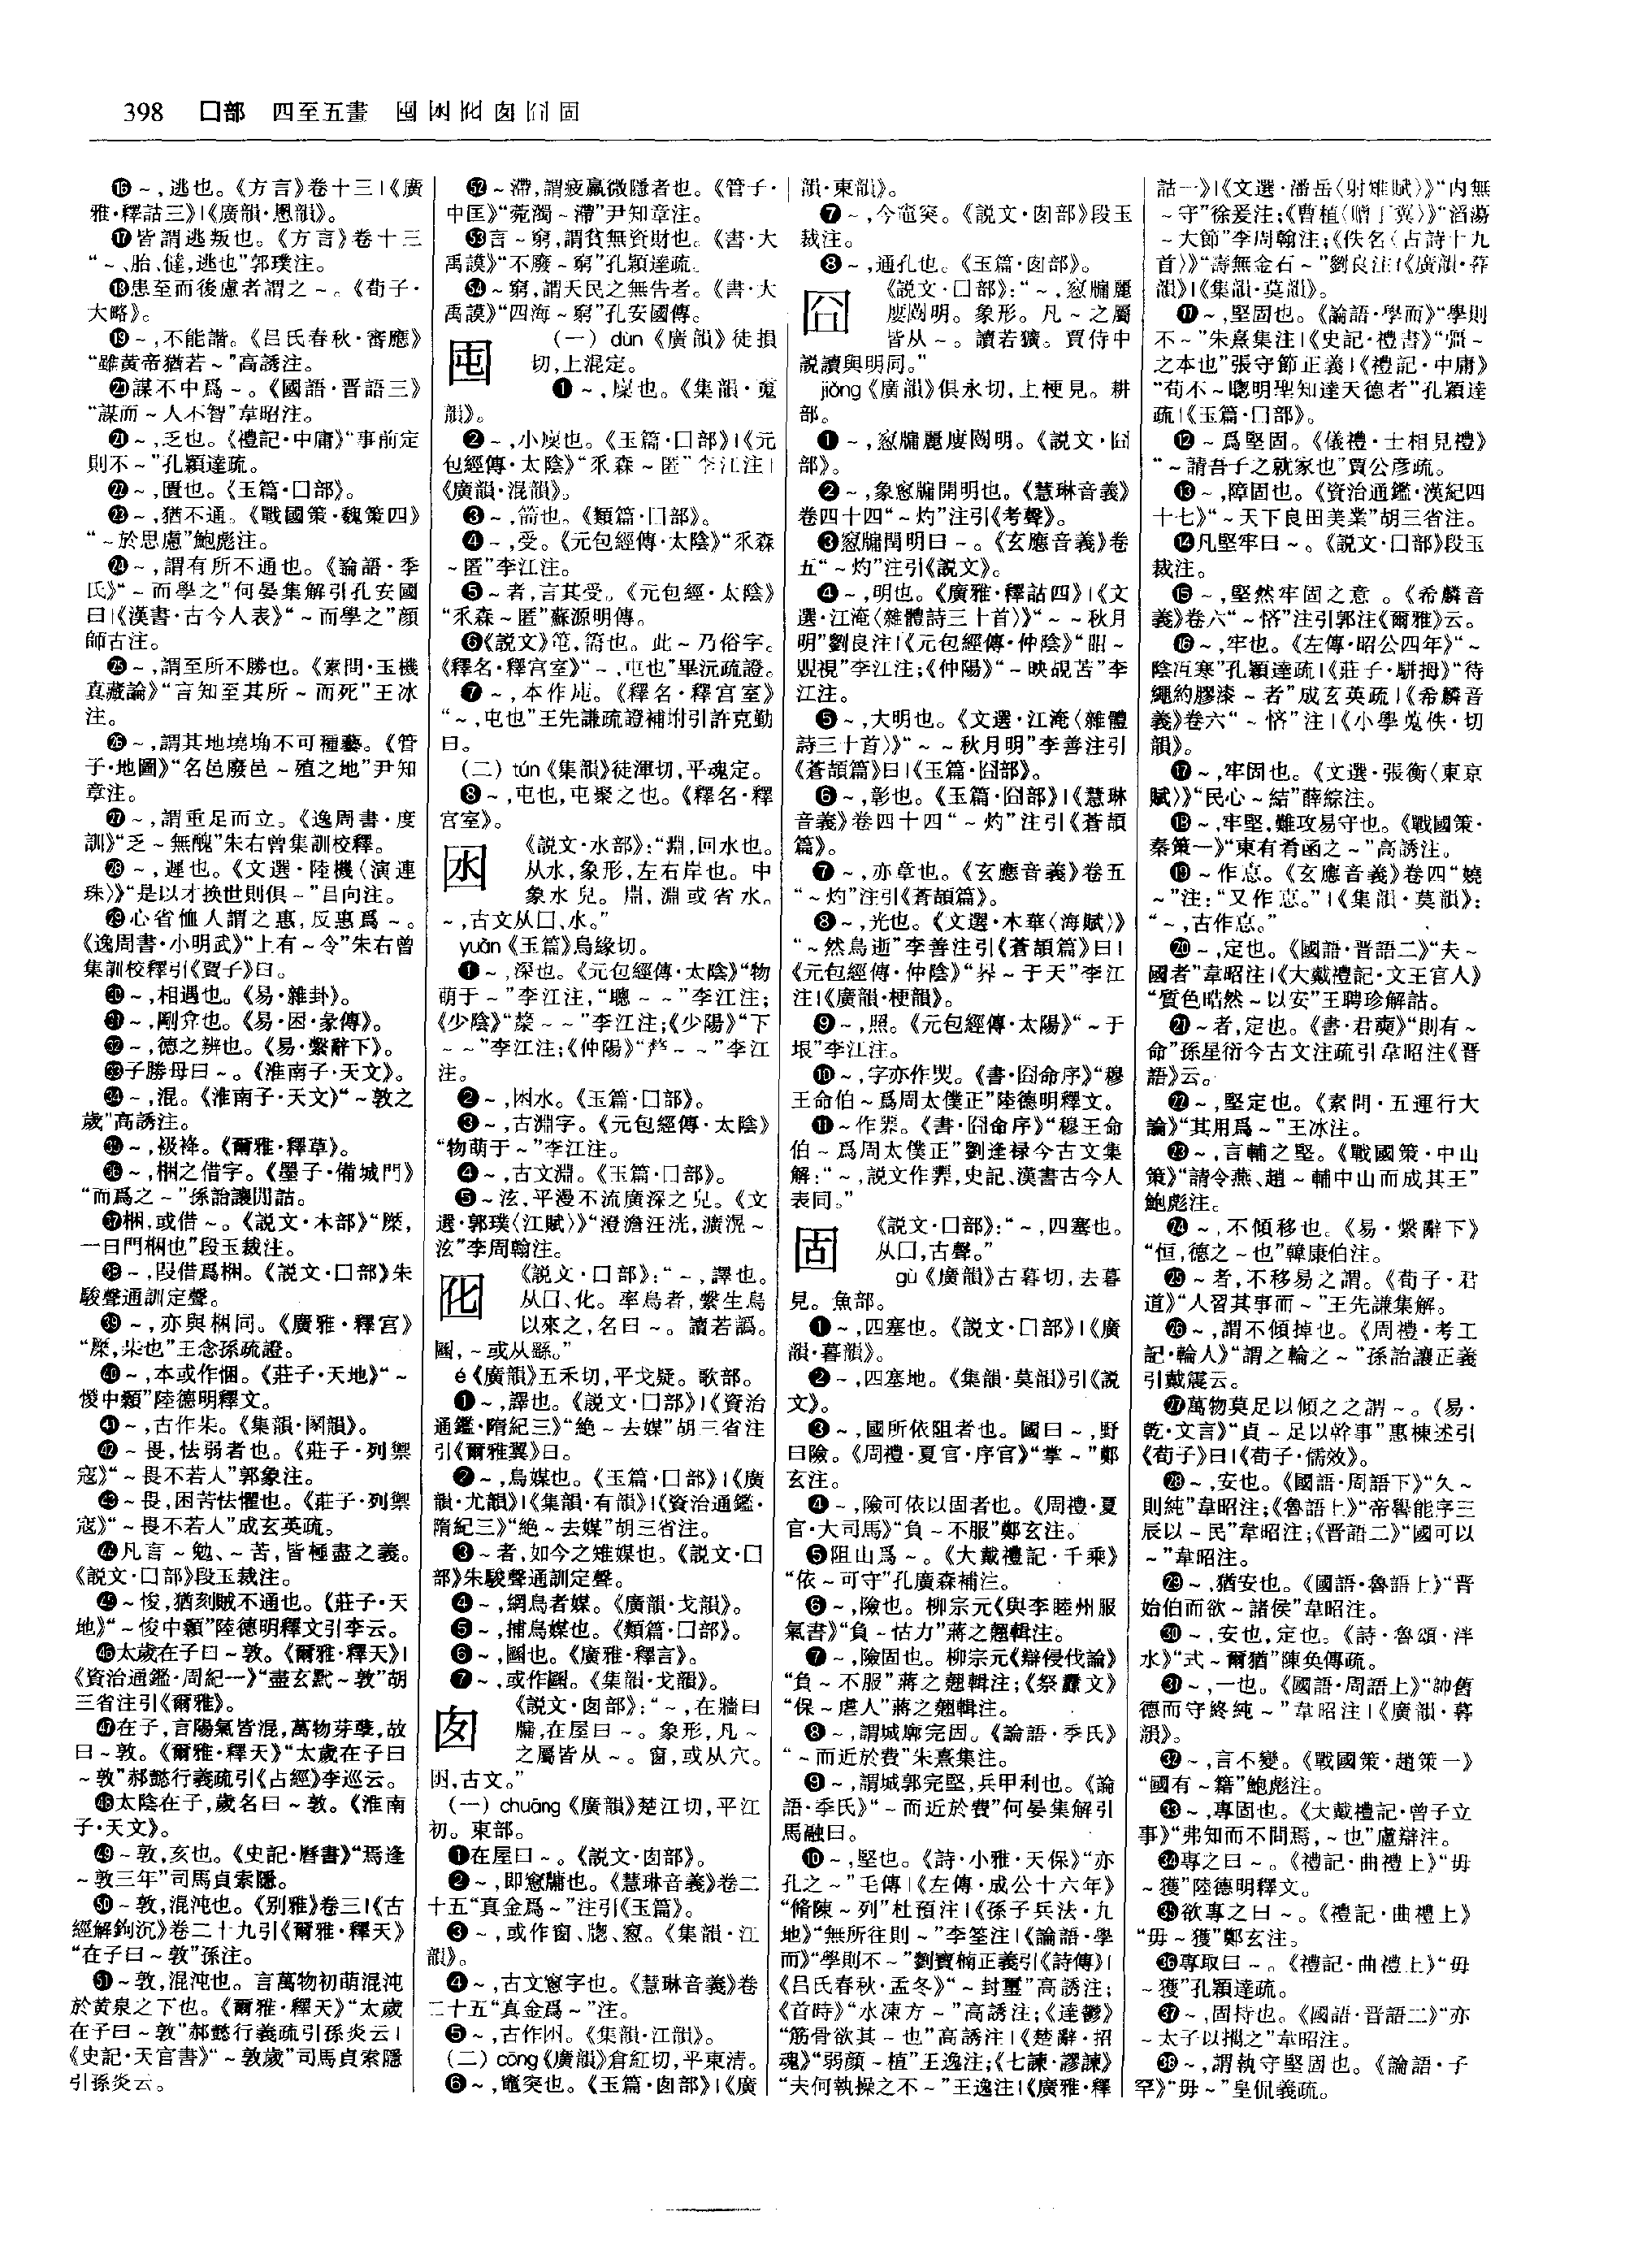 398 囗部 四至五畫 囤㘣囮囱囧固
⓰～,逃也。《方言》卷十三|《廣
雅·釋詁三》|《廣韻·慁韻》。
⓱皆謂逃叛也。《方言》卷十三
“～、胎、㒓,逃也”郭璞注。
⓲患至而後慮者謂之～。《荀子·
大略》。
⓳～,不能諧。《吕氏春秋·審應》
“雖黄帝猶若～”高誘注。
⓴謀不中爲～。《國語·晋語三》
“謀而～人不智”韋昭注。
㉑～,乏也。《禮記·中庸》“事前定
則不～”孔穎達疏。
㉒～,匱也。《玉篇·囗部》。
㉓～,猶不通。《戰國策·魏策四》
“～於思慮”鮑彪注。
㉔～,謂有所不通也。《論語·季
氏》“～而學之”何晏集解引孔安國
曰|《漢書·古今人表》“～而學之”顔
師古注。
㉕～,謂至所不勝也。《素問·玉機
真藏論》“言知至其所～而死”王冰
注。
㉖～,謂其地墝埆不可種藝。《管
子·地圖》“名邑廢邑～殖之地”尹知
章注。
㉗～,謂重足而立。《逸周書·度
訓》“乏～無醜”朱右曾集訓校釋。
㉘～,遲也。《文選·陸機〈演連
珠〉》“是以才换世則俱～”吕向注。
㉙心省恤人謂之惠,反惠爲～。
《逸周書·小明武》“上有～令”朱右曾
集訓校釋引《賈子》曰。
㉚～,相遇也。《易·雜卦》。
㉛～,剛弇也。《易·困·彖傳》。
㉜～,德之辨也。《易·繫辭下》。
㉝子勝母曰～。《淮南子·天文》。
㉞～,混。《淮南子·天文》“～敦之
歲”高誘注。
㉟～,衱袶。《爾雅·釋草》。
㊱～,梱之借字。《墨子·備城門》
“而爲之～”孫詒讓閒詁。
㊲梱,或借～。《説文·木部》“橜,
一曰門梱也”段玉裁注。
㊳～,叚借爲梱。《説文·囗部》朱
駿聲通訓定聲。
㊴～,亦與梱同。《廣雅·釋宫》
“橜,𣏔也”王念孫疏證。
㊵～,本或作悃。《莊子·天地》“～
惾中顙”陸德明釋文。
㊶～,古作朱。《集韻·圂韻》。
㊷～畏,怯弱者也。《莊子·列禦
寇》“～畏不若人”郭象注。
㊸～畏,困苦怯懼也。《莊子·列禦
寇》“～畏不若人”成玄英疏。
㊹凡言～勉、～苦,皆極盡之義。
《説文·囗部》段玉裁注。
㊺～惾,猶刻賊不通也。《莊子·天
地》“～惾中顙”陸德明釋文引李云。
㊻太歲在子曰～敦。《爾雅·釋天》|
《資治通鑑·周紀一》“盡玄黓～敦”胡
三省注引《爾雅》。
㊼在子,言陽氣皆混,萬物芽孽,故
曰～敦。《爾雅·釋天》“太歲在子曰
～敦”郝懿行義疏引《占經》李巡云。
㊽太陰在子,歲名曰～敦。《淮南
子·天文》。
㊾～敦,亥也。《史記·曆書》“焉逢
～敦三年”司馬貞索隱。
㊿～敦,混沌也。《别雅》卷三|《古
經解鉤沉》卷二十九引《爾雅·釋天》
“在子曰～敦”孫注。
51～敦,混沌也。言萬物初萌混沌
於黄泉之下也。《爾雅·釋天》“太歲
在子曰～敦”郝懿行義疏引孫炎云|
《史記·天官書》“～敦歲”司馬貞索隱
引孫炎云。
52～滯,謂疲羸微隱者也。《管子·
中匡》“菀濁～滯”尹知章注。
53言～窮,謂貧無資財也。《書·大
禹謨》“不廢～窮”孔穎達疏。
54～窮,謂天民之無告者。《書·大
禹謨》“四海～窮”孔安國傳。
囤
(一) dùn《廣韻》徒損
切,上混定。
❶～,㡴也。《集韻·䰟
韻》。
❷～,小㡴也。《玉篇·囗部》|《元
包經傳·太陰》“乑森～匿”李江注|
《廣韻·混韻》。
❸～,䈑也。《類篇·囗部》。
❹～,受。《元包經傳·太陰》“乑森
～匿”李江注。
❺～者,言其受。《元包經·太陰》
“乑森～匿”蘇源明傳。
❻《説文》笹,䈑也。此～乃俗字。
《釋名·釋宫室》“～,屯也”畢沅疏證。
❼～,本作庉。《釋名·釋宫室》
“～,屯也”王先謙疏證補坿引許克勤
曰。
(二) tún《集韻》徒渾切,平魂定。
❽～,屯也,屯聚之也。《釋名·釋
宫室》。
囦
《説文·水部》:“淵,回水也。
从水,象形,左右岸也。中
象水皃。㴊,淵或省水。
～,古文从囗、水。”
yuān《玉篇》烏緣切。
❶～,深也。《元包經傳·太陰》“物
萌于～”李江注,“聰～～”李江注;
《少陰》“㷼～～”李江注;《少陽》“下
～～”李江注;《仲陽》“㷼～～”李江
注。
❷～,囦水。《玉篇·囗部》。
❸～,古淵字。《元包經傳·太陰》
“物萌于～”李江注。
❹～,古文淵。《玉篇·囗部》。
❺～泫,平漫不流廣深之皃。《文
選·郭璞〈江賦〉》“澄澹汪洸,瀇滉～
泫”李周翰注。
囮
《説文·囗部》:“～,譯也。
从囗、化。率鳥者,繫生鳥
以來之,名曰～。讀若譌。
圝,～或从繇。”
é《廣韻》五禾切,平戈疑。歌部。
❶～,譯也。《説文·囗部》|《資治
通鑑·隋紀三》“絶～去媒”胡三省注
引《爾雅翼》曰。
❷～,鳥媒也。《玉篇·囗部》|《廣
韻·尤韻》|《集韻·有韻》|《資治通鑑·
隋紀三》“絶～去媒”胡三省注。
❸～者,如今之雉媒也。《説文·囗
部》朱駿聲通訓定聲。
❹～,網鳥者媒。《廣韻·戈韻》。
❺～,捕鳥媒也。《類篇·囗部》。
❻～,圝也。《廣雅·釋言》。
❼～,或作圝。《集韻·戈韻》。
囱
《説文·囱部》:“～,在牆曰
牖,在屋曰～。象形,凡～
之屬皆从～。窗,或从穴。
囪,古文。”
(一) chuāng《廣韻》楚江切,平江
初。東部。
❶在屋曰～。《説文·囱部》。
❷～,即窻牖也。《慧琳音義》卷二
十五“真金爲～”注引《玉篇》。
❸～,或作窗、牕、窓。《集韻·江
韻》。
❹～,古文窻字也。《慧琳音義》卷
二十五“真金爲～”注。
❺～,古作囪。《集韻·江韻》。
(二) cōng《廣韻》倉紅切,平東清。
❻～,竈突也。《玉篇·囱部》|《廣
韻·東韻》。
❼～,今竈突。《説文·囱部》段玉
裁注。
❽～,通孔也。《玉篇·囱部》。
囧
《説文·囗部》:“～,窻牖麗
廔闓明。象形。凡～之屬
皆从～。讀若獷。賈侍中
説讀與明同。”
jiǒng《廣韻》俱永切,上梗見。耕
部。
❶～,窻牖麗廔闓明。《説文·囧
部》。
❷～,象窻牖開明也。《慧琳音義》
卷四十四“～灼”注引《考聲》。
❸窻牖閒明曰～。《玄應音義》卷
五“～灼”注引《説文》。
❹～,明也。《廣雅·釋詁四》|《文
選·江淹〈雜體詩三十首〉》“～～秋月
明”劉良注|《元包經傳·仲陰》“䀏～
䁹視”李江注;《仲陽》“～映覘苫”李
江注。
❺～,大明也。《文選·江淹〈雜體
詩三十首〉》“～～秋月明”李善注引
《蒼頡篇》曰|《玉篇·囧部》。
❻～,彰也。《玉篇·囧部》|《慧琳
音義》卷四十四“～灼”注引《蒼頡
篇》。
❼～,亦章也。《玄應音義》卷五
“～灼”注引《蒼頡篇》。
❽～,光也。《文選·木華〈海賦〉》
“～然鳥逝”李善注引《蒼頡篇》曰|
《元包經傳·仲陰》“昦～于天”李江
注|《廣韻·梗韻》。
❾～,照。《元包經傳·太陽》“～于
垠”李江注。
❿～,字亦作煚。《書·囧命序》“穆
王命伯～爲周太僕正”陸德明釋文。
⓫～作臩。《書·囧命序》“穆王命
伯～爲周太僕正”劉逢禄今古文集
解:“～,説文作臩,史記、漢書古今人
表同。”
固
《説文·囗部》:“～,四塞也。
从囗,古聲。”
gù《廣韻》古暮切,去暮
見。魚部。
❶～,四塞也。《説文·囗部》|《廣
韻·暮韻》。
❷～,四塞地。《集韻·莫韻》引《説
文》。
❸～,國所依阻者也。國曰～,野
曰險。《周禮·夏官·序官》“掌～”鄭
玄注。
❹～,險可依以固者也。《周禮·夏
官·大司馬》“負～不服”鄭玄注。
❺阻山爲～。《大戴禮記·千乘》
“依～可守”孔廣森補注。
❻～,險也。柳宗元《與李睦州服
氣書》“負～怙力”蔣之翹輯注。
❼～,險固也。柳宗元《辯侵伐論》
“負～不服”蔣之翹輯注;《祭纛文》
“保～虐人”蔣之翹輯注。
❽～,謂城廓完固。《論語·季氏》
“～而近於費”朱熹集注。
❾～,謂城郭完堅,兵甲利也。《論
語·季氏》“～而近於費”何晏集解引
馬融曰。
❿～,堅也。《詩·小雅·天保》“亦
孔之～”毛傳|《左傳·成公十六年》
“脩陳～列”杜預注|《孫子兵法·九
地》“無所往則～”李筌注|《論語·學
而》“學則不～”劉寶楠正義引《詩傳》|
《吕氏春秋·孟冬》“～封璽”高誘注;
《首時》“水凍方～”高誘注;《達鬱》
“筋骨欲其～也”高誘注|《楚辭·招
魂》“弱顔～植”王逸注;《七諫·謬諫》
“夫何執操之不～”王逸注|《廣雅·釋
詁一》|《文選·潘岳〈射雉賦〉》“内無
～守”徐爰注;《曹植〈贈丁翼〉》“滔蕩
～大節”李周翰注;《佚名〈古詩十九
首〉》“壽無金石～”劉良注|《廣韻·暮
韻》|《集韻·莫韻》。
⓫～,堅固也。《論語·學而》“學則
不～”朱熹集注|《史記·禮書》“彊～
之本也”張守節正義|《禮記·中庸》
“苟不～聰明聖知達天德者”孔穎達
疏|《玉篇·囗部》。
⓬～爲堅固。《儀禮·士相見禮》
“～請吾子之就家也”賈公彦疏。
⓭～,障固也。《資治通鑑·漢紀四
十七》“～天下良田美業”胡三省注。
⓮凡堅牢曰～。《説文·囗部》段玉
裁注。
⓯～,堅然牢固之意。《希麟音
義》卷六“～悋”注引郭注《爾雅》云。
⓰～,牢也。《左傳·昭公四年》“～
陰冱寒”孔穎達疏|《莊子·駢拇》“待
繩約膠漆～者”成玄英疏|《希麟音
義》卷六“～悋”注|《小學蒐佚·切
韻》。
⓱～,牢固也。《文選·張衡〈東京
賦〉》“民心～結”薛綜注。
⓲～,牢堅,難攻易守也。《戰國策·
秦策一》“東有肴函之～”高誘注。
⓳～作怘。《玄應音義》卷四“嬈
～”注:“又作怘。”|《集韻·莫韻》:
“～,古作怘。”
⓴～,定也。《國語·晋語二》“夫～
國者”韋昭注|《大戴禮記·文王官人》
“質色皓然～以安”王聘珍解詁。
㉑～者,定也。《書·君奭》“則有～
命”孫星衍今古文注疏引韋昭注《晋
語》云。
㉒～,堅定也。《素問·五運行大
論》“其用爲～”王冰注。
㉓～,言輔之堅。《戰國策·中山
策》“請令燕、趙～輔中山而成其王”
鮑彪注。
㉔～,不傾移也。《易·繫辭下》
“恒,德之～也”韓康伯注。
㉕～者,不移易之謂。《荀子·君
道》“人習其事而～”王先謙集解。
㉖～,謂不傾掉也。《周禮·考工
記·輪人》“謂之輪之～”孫詒讓正義
引戴震云。
㉗萬物莫足以傾之之謂～。《易·
乾·文言》“貞～足以幹事”惠棟述引
《荀子》曰|《荀子·儒效》。
㉘～,安也。《國語·周語下》“久～
則純”韋昭注;《魯語上》“帝嚳能序三
辰以～民”韋昭注;《晋語二》“國可以
～”韋昭注。
㉙～,猶安也。《國語·魯語上》“晋
始伯而欲～諸侯”韋昭注。
㉚～,安也,定也。《詩·魯頌·泮
水》“式～爾猶”陳奂傳疏。
㉛～,一也。《國語·周語上》“帥舊
德而守終純～”韋昭注|《廣韻·暮
韻》。
㉜～,言不變。《戰國策·趙策一》
“國有～籍”鮑彪注。
㉝～,專固也。《大戴禮記·曾子立
事》“弗知而不問焉,～也”盧辯注。
㉞專之曰～。《禮記·曲禮上》“毋
～獲”陸德明釋文。
㉟欲專之曰～。《禮記·曲禮上》
“毋～獲”鄭玄注。
㊱專取曰～。《禮記·曲禮上》“毋
～獲”孔穎達疏。
㊲～,固持也。《國語·晋語二》“亦
～太子以攜之”韋昭注。
㊳～,謂執守堅固也。《論語·子
罕》“毋～”皇侃義疏。